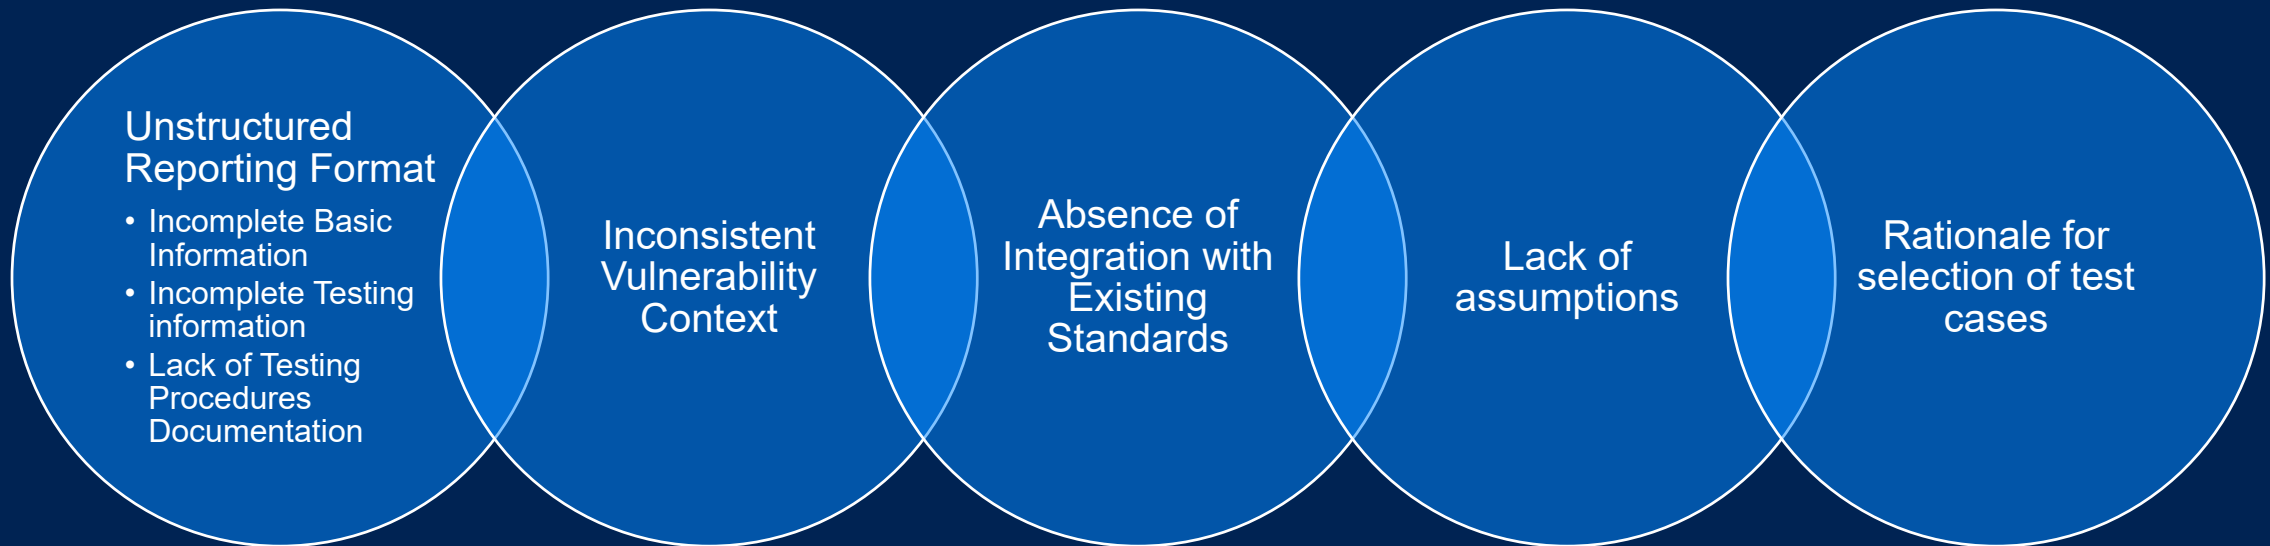 Unstructured
Reporting Format
• Incomplete Basic
Information
• Incomplete Testing
information
• Lack of Testing
Procedures
Documentation
Inconsistent
Vulnerability
Context
Absence of
Integration with
Existing
Standards
Lack of
assumptions
Rationale for
selection of test
cases